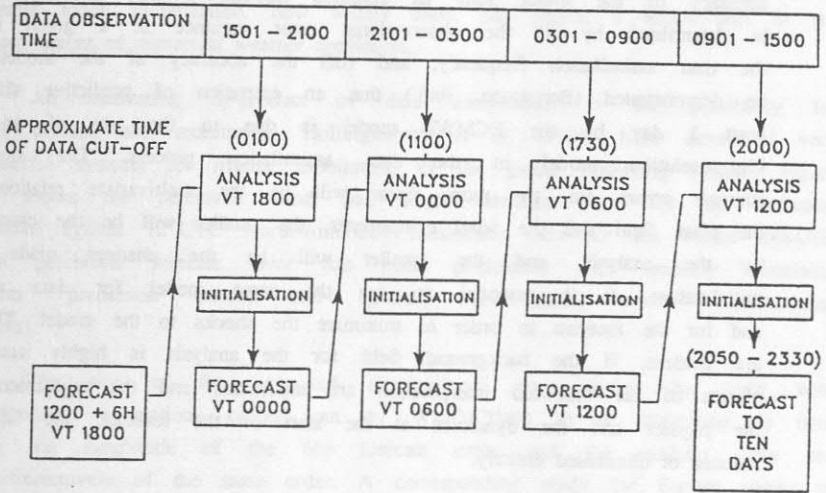 DATA OBSERVATION
TIME
1501 – 2100
2101 – 0300
0301 – 0900
0901 – 1500
APPROXIMATE TIME
OF DATA CUT–OFF
(0100)
(1100)
(1730)
(2000)
ANALYSIS
VT 1800
ANALYSIS
VT 0000
ANALYSIS
VT 0600
ANALYSIS
VT 1200
INITIALISATION
INITIALISATION
INITIALISATION
INITIALISATION
(2050 – 2330)
FORECAST
1200 + 6H
VT 1800
FORECAST
VT 0000
FORECAST
VT 0600
FORECAST
VT 1200
FORECAST
TO
TEN
DAYS